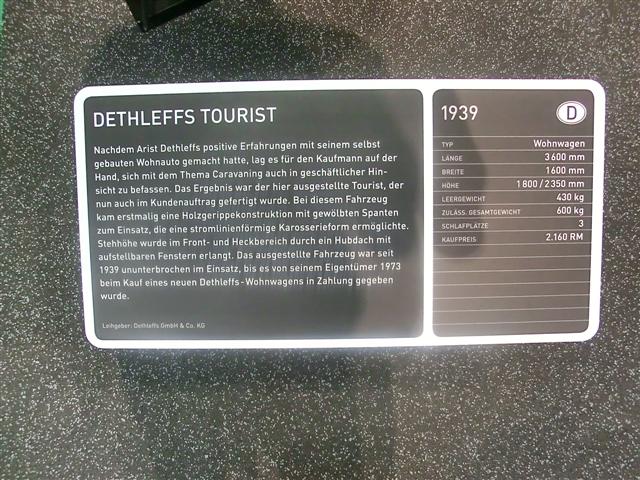 DETHLEFFS TOURIST
Nachdem Arist Dethleffs positive Erfahrungen mit seinem selbst
gebauten Wohnauto gemacht hatte, lag es für den Kaufmann auf der
Hand, sich mit dem Thema Caravaning auch in geschäftlicher Hin-
sicht zu befassen. Das Ergebnis war der hier ausgestellte Tourist, der
nun auch im Kundenauftrag gefertigt wurde. Bei diesem Fahrzeug
kam erstmalig eine Holzgerippekonstruktion mit gewölbten Spanten
zum Einsatz, die eine stromlinienförmige Karosserieform ermöglichte.
Stehhöhe wurde im Front- und Heckbereich durch ein Hubdach mit
aufstellbaren Fenstern erlangt. Das ausgestellte Fahrzeug war seit
1939 ununterbrochen im Einsatz, bis es von seinem Eigentümer 1973
beim Kauf eines neuen Dethleffs-Wohnwagens in Zahlung gegeben
wurde.
Leihgeber: Dethleffs GmbH & Co. KG
1939 D
TYP Wohnwagen
LÄNGE 3600 mm
BREITE 1600 mm
HÖHE 1800/2350 mm
LEERGEWICHT 430 kg
ZULÄSS. GESAMTGEWICHT 600 kg
SCHLAFPLÄTZE 3
KAUFPREIS 2.160 RM